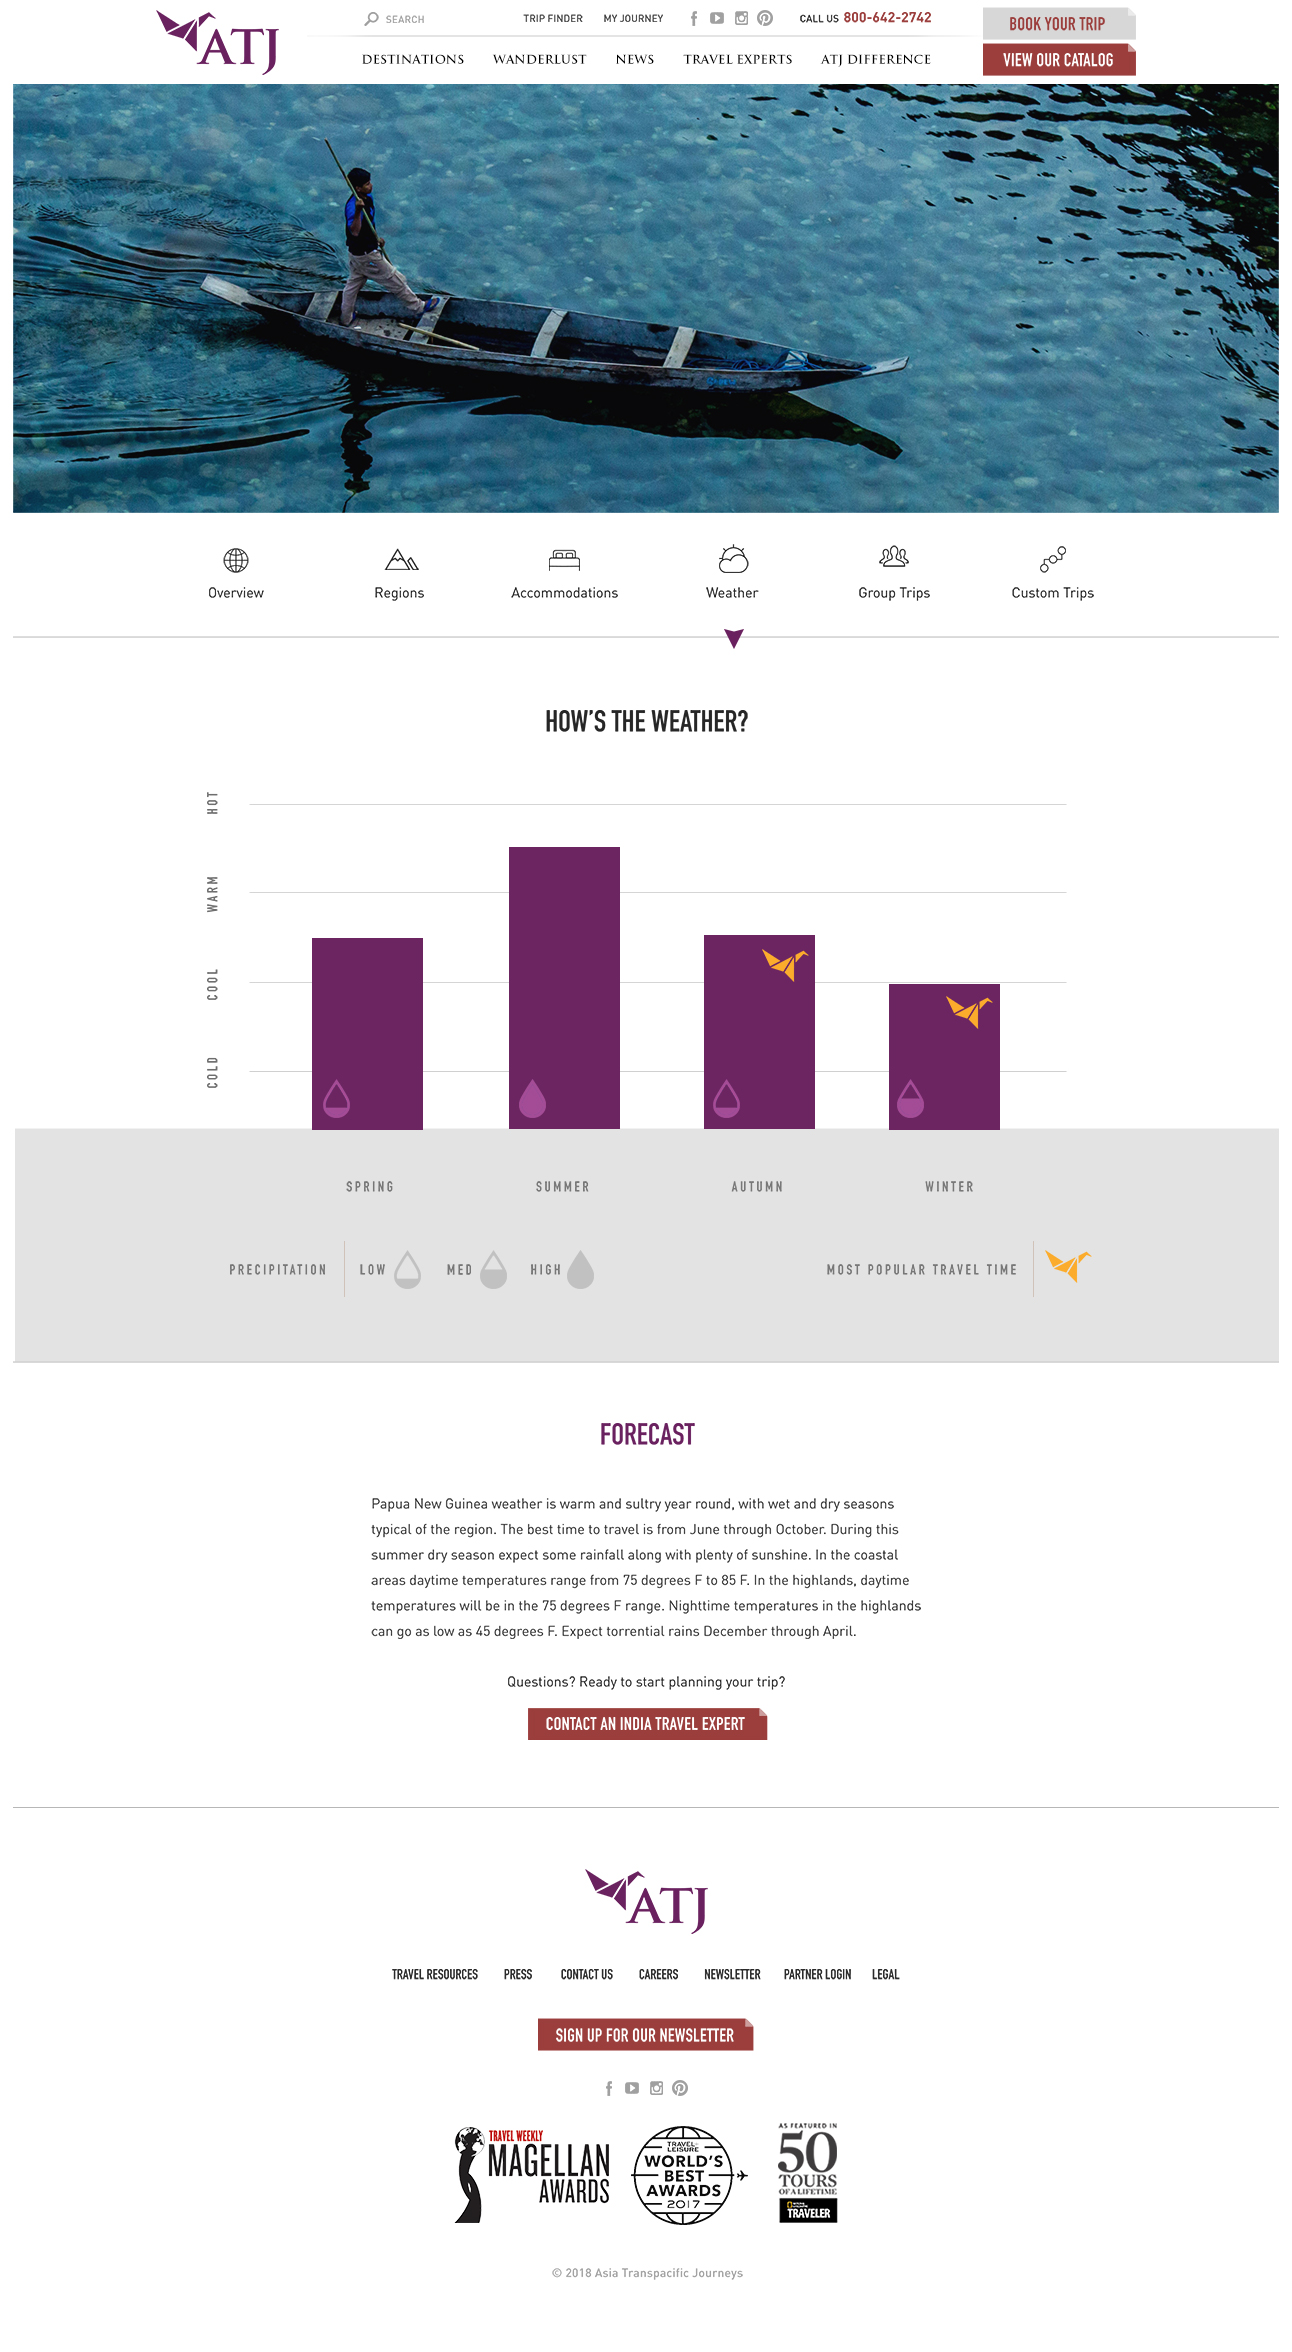 ATJ
SEARCH
TRIP FINDER
MY JOURNEY
CALL US 800-642-2742
BOOK YOUR TRIP
DESTINATIONS
WANDERLUST
NEWS
TRAVEL EXPERTS
ATJ DIFFERENCE
VIEW OUR CATALOG
Overview
Regions
Accommodations
Weather
Group Trips
Custom Trips
HOW'S THE WEATHER?
HOT
WARM
COOL
COLD
SPRING
SUMMER
AUTUMN
WINTER
PRECIPITATION
LOW
MED
HIGH
MOST POPULAR TRAVEL TIME
FORECAST
Papua New Guinea weather is warm and sultry year round, with wet and dry seasons
typical of the region. The best time to travel is from June through October. During this
summer dry season expect some rainfall along with plenty of sunshine. In the coastal
areas daytime temperatures range from 75 degrees F to 85 F. In the highlands, daytime
temperatures will be in the 75 degrees F range. Nighttime temperatures in the highlands
can go as low as 45 degrees F. Expect torrential rains December through April.
Questions? Ready to start planning your trip?
CONTACT AN INDIA TRAVEL EXPERT
ATJ
TRAVEL RESOURCES
PRESS
CONTACT US
CAREERS
NEWSLETTER
PARTNER LOGIN
LEGAL
SIGN UP FOR OUR NEWSLETTER
TRAVEL WEEKLY
MAGELLAN
AWARDS
TRAVEL+
LEISURE
WORLD'S
BEST
AWARDS
2017
AS FEATURED IN
50
TOURS
OF A LIFETIME
TRAVELER
© 2018 Asia Transpacific Journeys